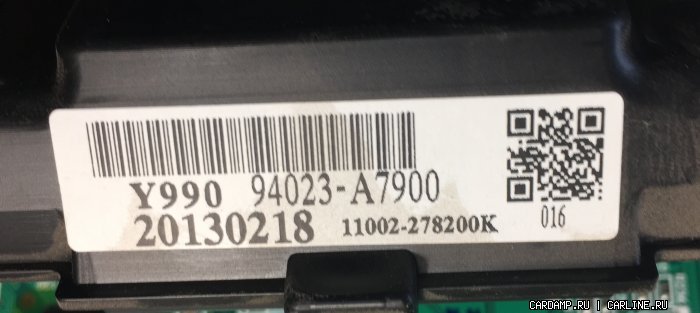 Y990 94023-A7900
20130218 11002-278200K
016
CARDAMP.RU | CARLINE.RU